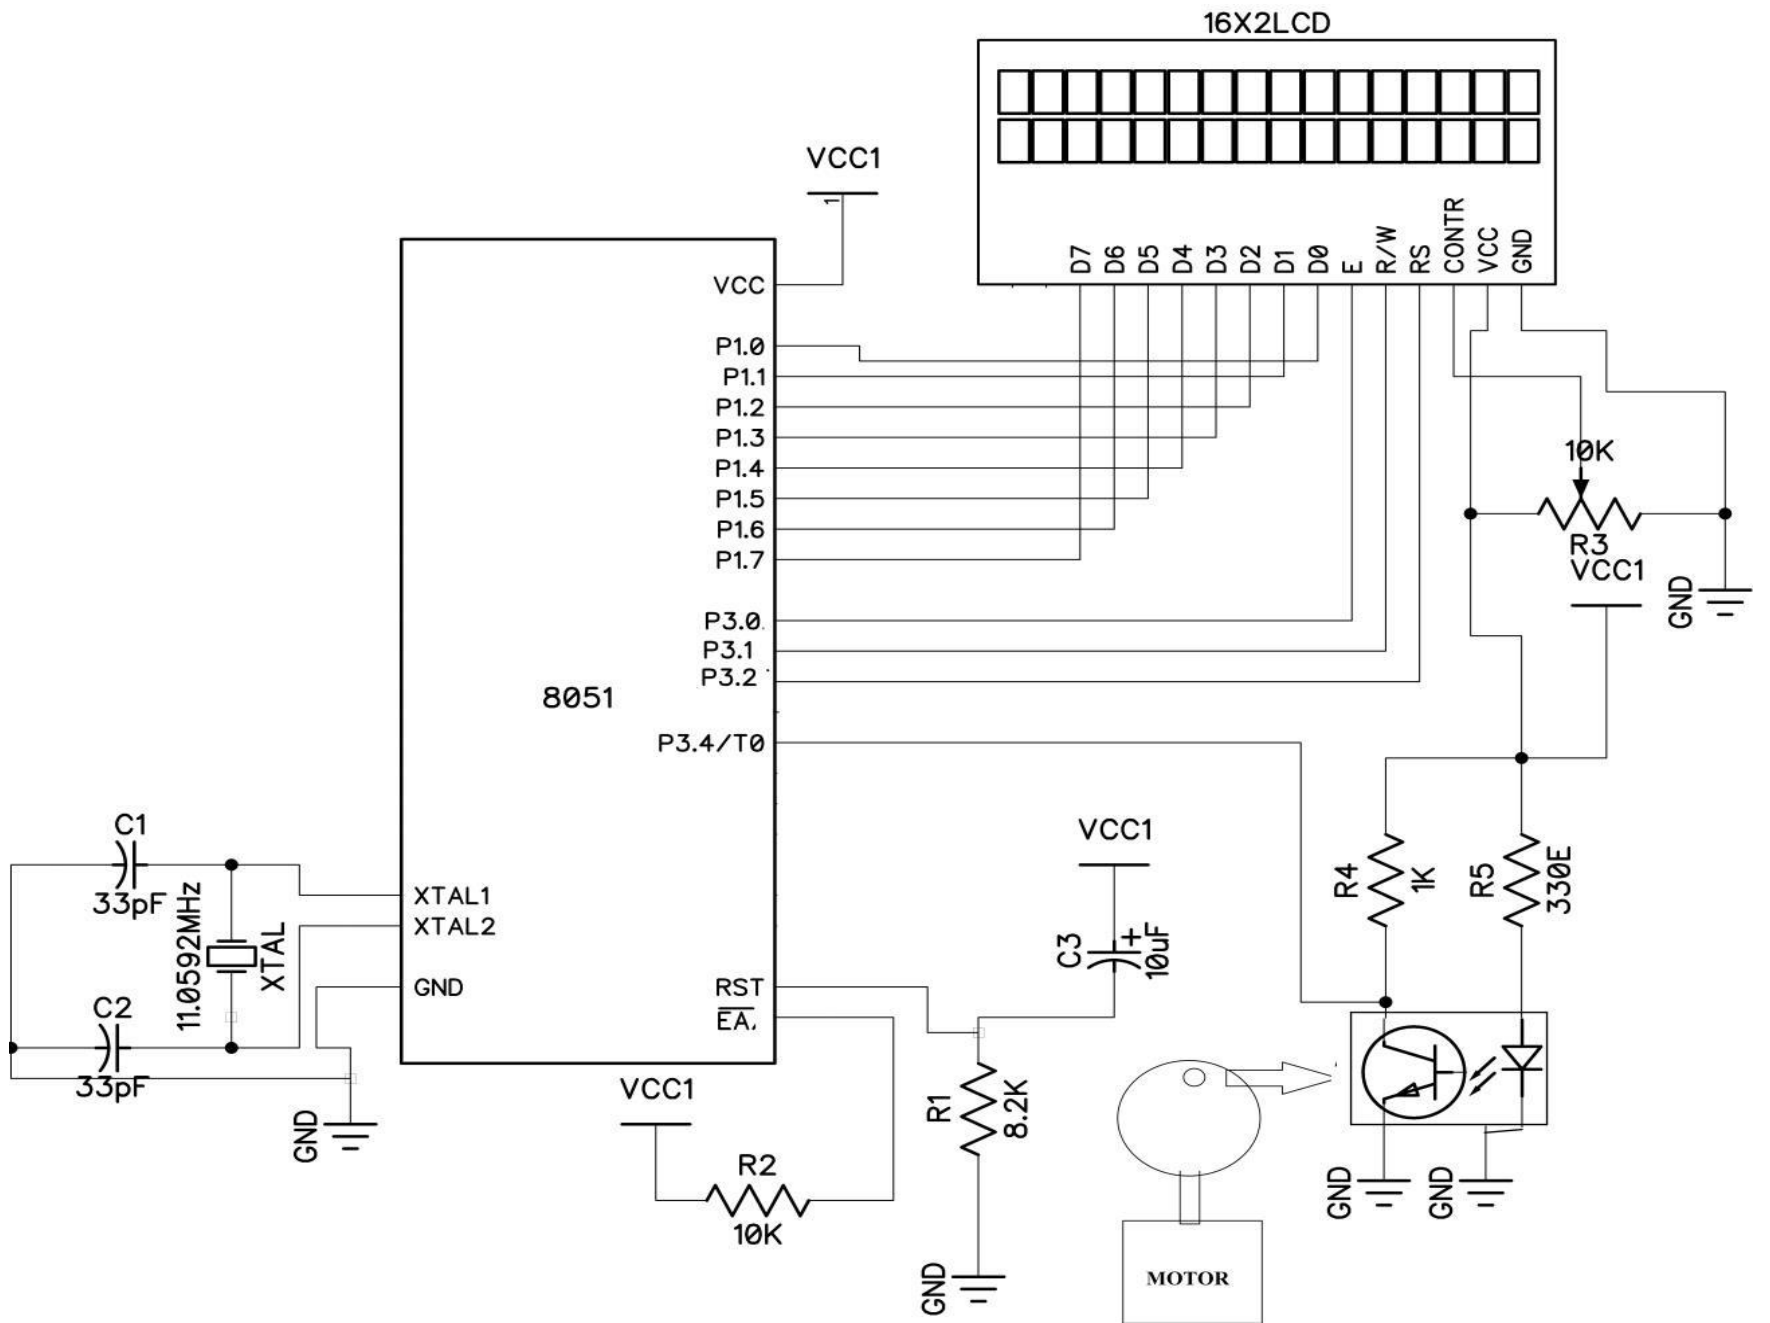 16X2LCD
D7
D6
D5
D4
D3
D2
D1
D0
E
R/W
RS
CONTR
VCC
GND
VCC1
1
VCC
P1.0
P1.1
P1.2
P1.3
P1.4
P1.5
P1.6
P1.7
P3.0
P3.1
P3.2
P3.4/T0
8051
XTAL1
XTAL2
GND
RST
EA
10K
R3
VCC1
GND
C1
33pF
11.0592MHz
XTAL
C2
33pF
GND
VCC1
C3
+
10uF
R4
1K
R5
330E
VCC1
R2
10K
R1
8.2K
GND
GND
GND
MOTOR